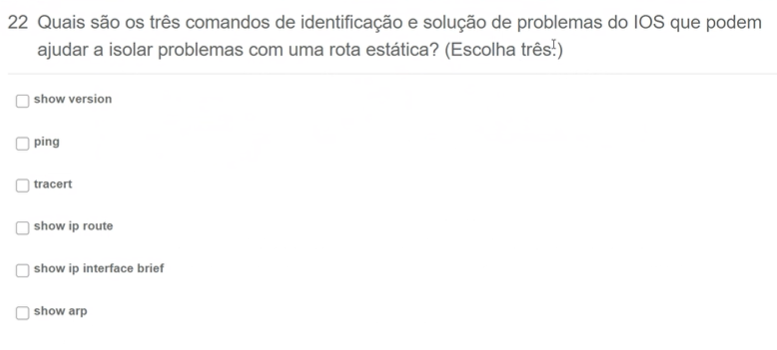 22 Quais são os três comandos de identificação e solução de problemas do IOS que podem
ajudar a isolar problemas com uma rota estática? (Escolha três.)
show version
ping
tracert
show ip route
show ip interface brief
show arp